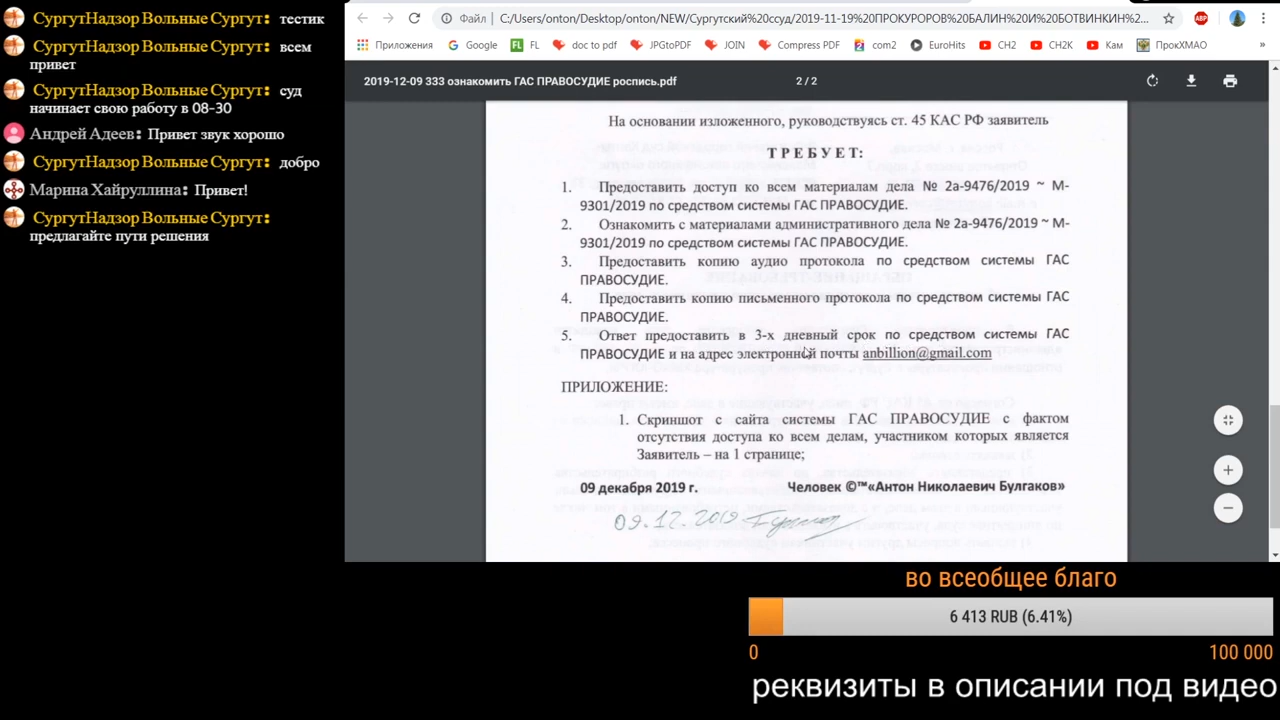 СургутНадзор Вольные Сургут: тестик
СургутНадзор Вольные Сургут: всем
привет
СургутНадзор Вольные Сургут: суд
начинает свою работу в 08-30
Андрей Адеев: Привет звук хорошо
СургутНадзор Вольные Сургут: добро
Марина Хайруллина: Привет!
СургутНадзор Вольные Сургут:
предлагайте пути решения
Файл C:/Users/onton/Desktop/onton/NEW/Сургутский%20ссуд/2019-11-19%20ПРОКУРОРОВ%20БАЛИН%20И%20БОТВИНКИН%...
ABP
Приложения Google FL FL doc to pdf JPGtoPDF JOIN Compress PDF com2 EuroHits CH2 CH2K Кам ПрокХМАО »
2019-12-09 333 ознакомить ГАС ПРАВОСУДИЕ роспись.pdf 2/2
На основании изложенного, руководствуясь ст. 45 КАС РФ заявитель
Т Р Е Б У Е Т:
1. Предоставить доступ ко всем материалам дела № 2а-9476/2019 ~ М-
9301/2019 по средством системы ГАС ПРАВОСУДИЕ.
2. Ознакомить с материалами административного дела № 2а-9476/2019 ~ М-
9301/2019 по средством системы ГАС ПРАВОСУДИЕ.
3. Предоставить копию аудио протокола по средством системы ГАС
ПРАВОСУДИЕ.
4. Предоставить копию письменного протокола по средством системы ГАС
ПРАВОСУДИЕ.
5. Ответ предоставить в 3-х дневный срок по средством системы ГАС
ПРАВОСУДИЕ и на адрес электронной почты anbillion@gmail.com
ПРИЛОЖЕНИЕ:
1. Скриншот с сайта системы ГАС ПРАВОСУДИЕ с фактом
отсутствия доступа ко всем делам, участником которых является
Заявитель – на 1 странице;
09 декабря 2019 г. Человек ©™«Антон Николаевич Булгаков»
09.12.2019
во всеобщее благо
6 413 RUB (6.41%)
0 100 000
реквизиты в описании под видео